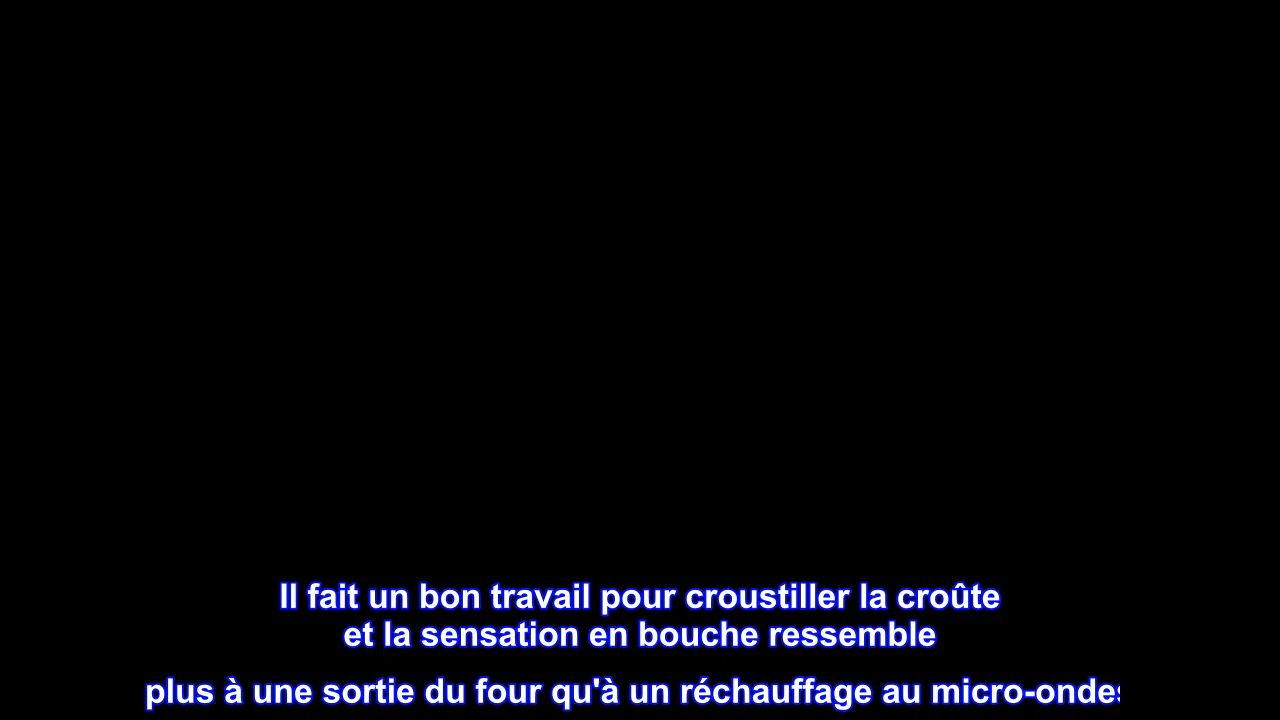 Il fait un bon travail pour croustiller la croûte
et la sensation en bouche ressemble
plus à une sortie du four qu'à un réchauffage au micro-ondes